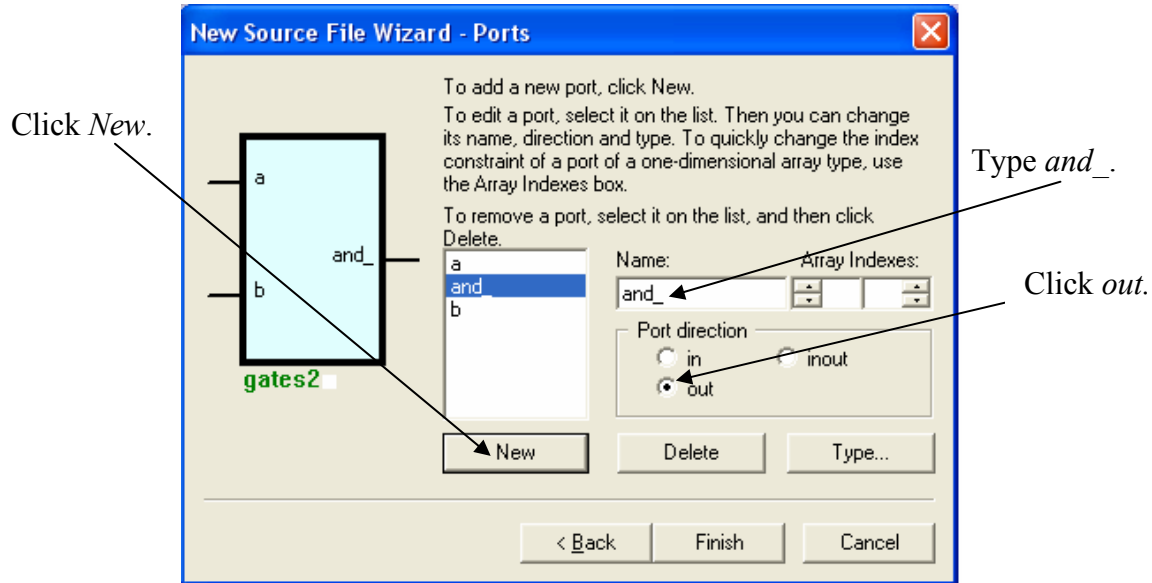 New Source File Wizard - Ports
Click New.
To add a new port, click New.
To edit a port, select it on the list. Then you can change
its name, direction and type. To quickly change the index
constraint of a port of a one-dimensional array type, use
the Array Indexes box.
To remove a port, select it on the list, and then click
Delete.
Type and_.
Click out.
a
b
and_
gates2
a
and_
b
Name:
Array Indexes:
and_
Port direction
in
inout
out
New
Delete
Type...
< Back
Finish
Cancel